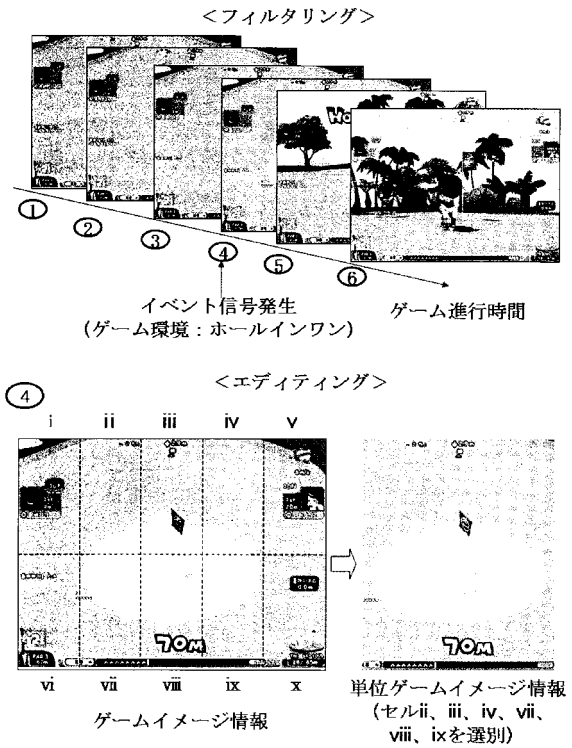 <フィルタリング>
Ho
① ② ③ ④ ⑤ ⑥
イベント信号発生
(ゲーム環境：ホールインワン)
ゲーム進行時間
<エディティング>
④
i ii iii iv v
70M
70M
vi vii viii ix x
ゲームイメージ情報
単位ゲームイメージ情報
(セルii、iii、iv、vii、
viii、ixを選別)